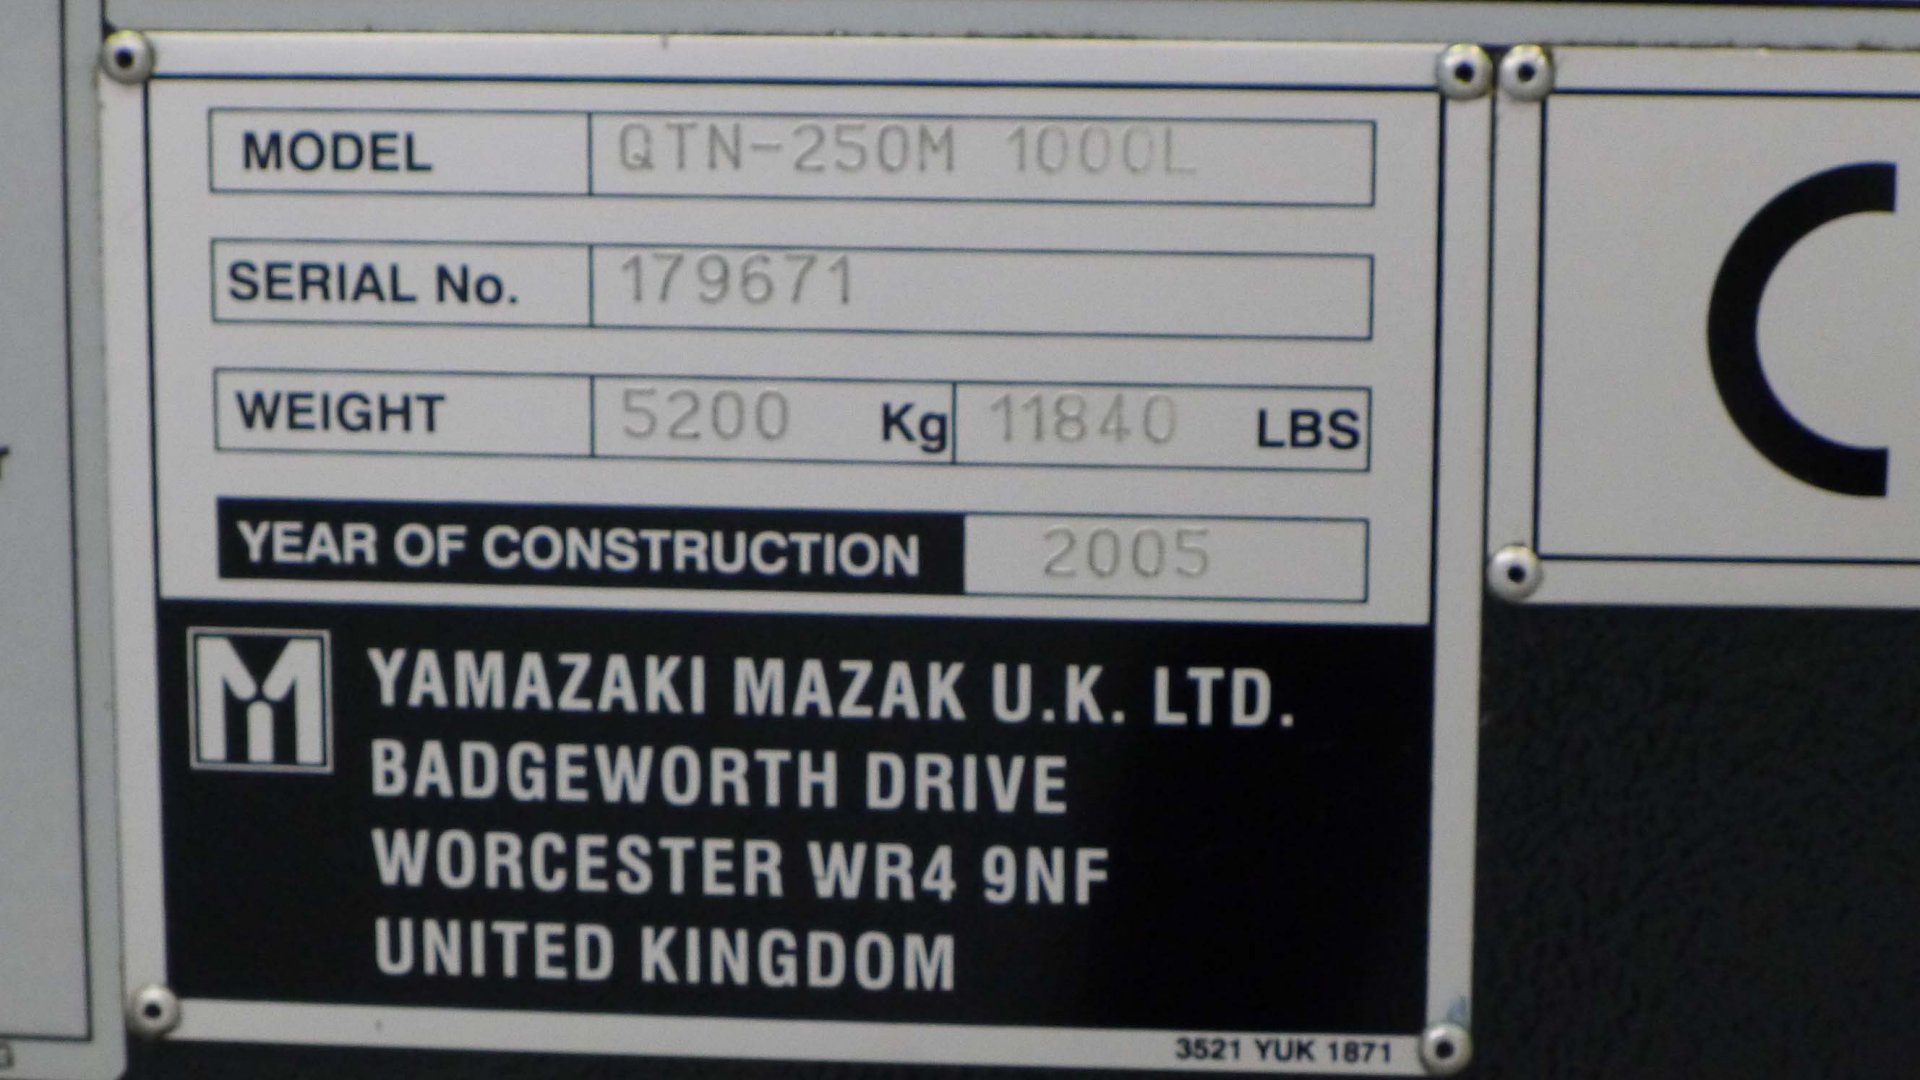 MODEL QTN-250M 1000L
SERIAL No. 179671
WEIGHT 5200 Kg 11840 LBS
YEAR OF CONSTRUCTION 2005
YAMAZAKI MAZAK U.K. LTD.
BADGEWORTH DRIVE
WORCESTER WR4 9NF
UNITED KINGDOM
3521 YUK 1871
C